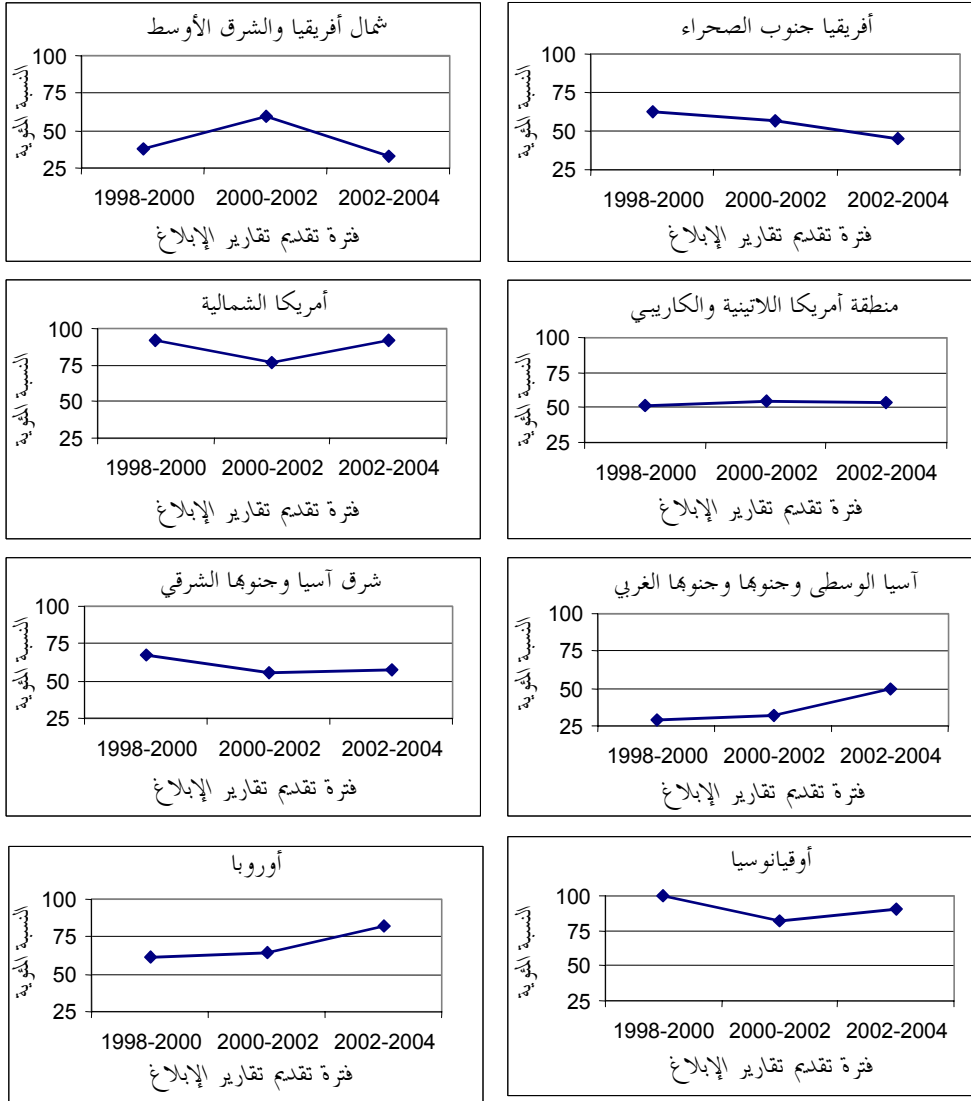 أفريقيا جنوب الصحراء
النسبة المئوية
100
75
50
25
1998-2000 2000-2002 2002-2004
فترة تقديم تقارير الإبلاغ
شمال أفريقيا والشرق الأوسط
النسبة المئوية
100
75
50
25
1998-2000 2000-2002 2002-2004
فترة تقديم تقارير الإبلاغ
منطقة أمريكا اللاتينية والكاريبي
النسبة المئوية
100
75
50
25
1998-2000 2000-2002 2002-2004
فترة تقديم تقارير الإبلاغ
أمريكا الشمالية
النسبة المئوية
100
75
50
25
1998-2000 2000-2002 2002-2004
فترة تقديم تقارير الإبلاغ
آسيا الوسطى وجنوبها وجنوبها الغربي
النسبة المئوية
100
75
50
25
1998-2000 2000-2002 2002-2004
فترة تقديم تقارير الإبلاغ
شرق آسيا وجنوبها الشرقي
النسبة المئوية
100
75
50
25
1998-2000 2000-2002 2002-2004
فترة تقديم تقارير الإبلاغ
أوقيانوسيا
النسبة المئوية
100
75
50
25
1998-2000 2000-2002 2002-2004
فترة تقديم تقارير الإبلاغ
أوروبا
النسبة المئوية
100
75
50
25
1998-2000 2000-2002 2002-2004
فترة تقديم تقارير الإبلاغ